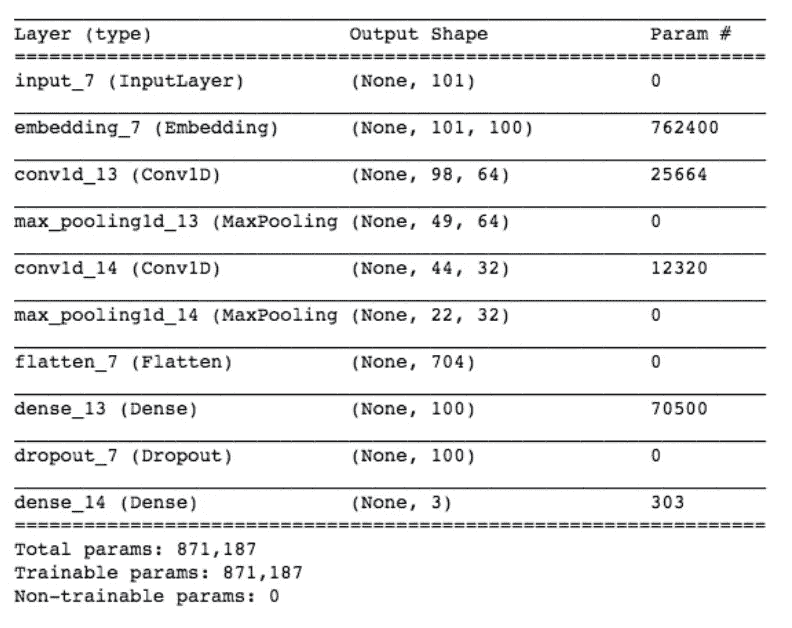 Layer (type) Output Shape Param #
=================================================================
input_7 (InputLayer) (None, 101) 0
embedding_7 (Embedding) (None, 101, 100) 762400
conv1d_13 (Conv1D) (None, 98, 64) 25664
max_pooling1d_13 (MaxPooling (None, 49, 64) 0
conv1d_14 (Conv1D) (None, 44, 32) 12320
max_pooling1d_14 (MaxPooling (None, 22, 32) 0
flatten_7 (Flatten) (None, 704) 0
dense_13 (Dense) (None, 100) 70500
dropout_7 (Dropout) (None, 100) 0
dense_14 (Dense) (None, 3) 303
=================================================================
Total params: 871,187
Trainable params: 871,187
Non-trainable params: 0